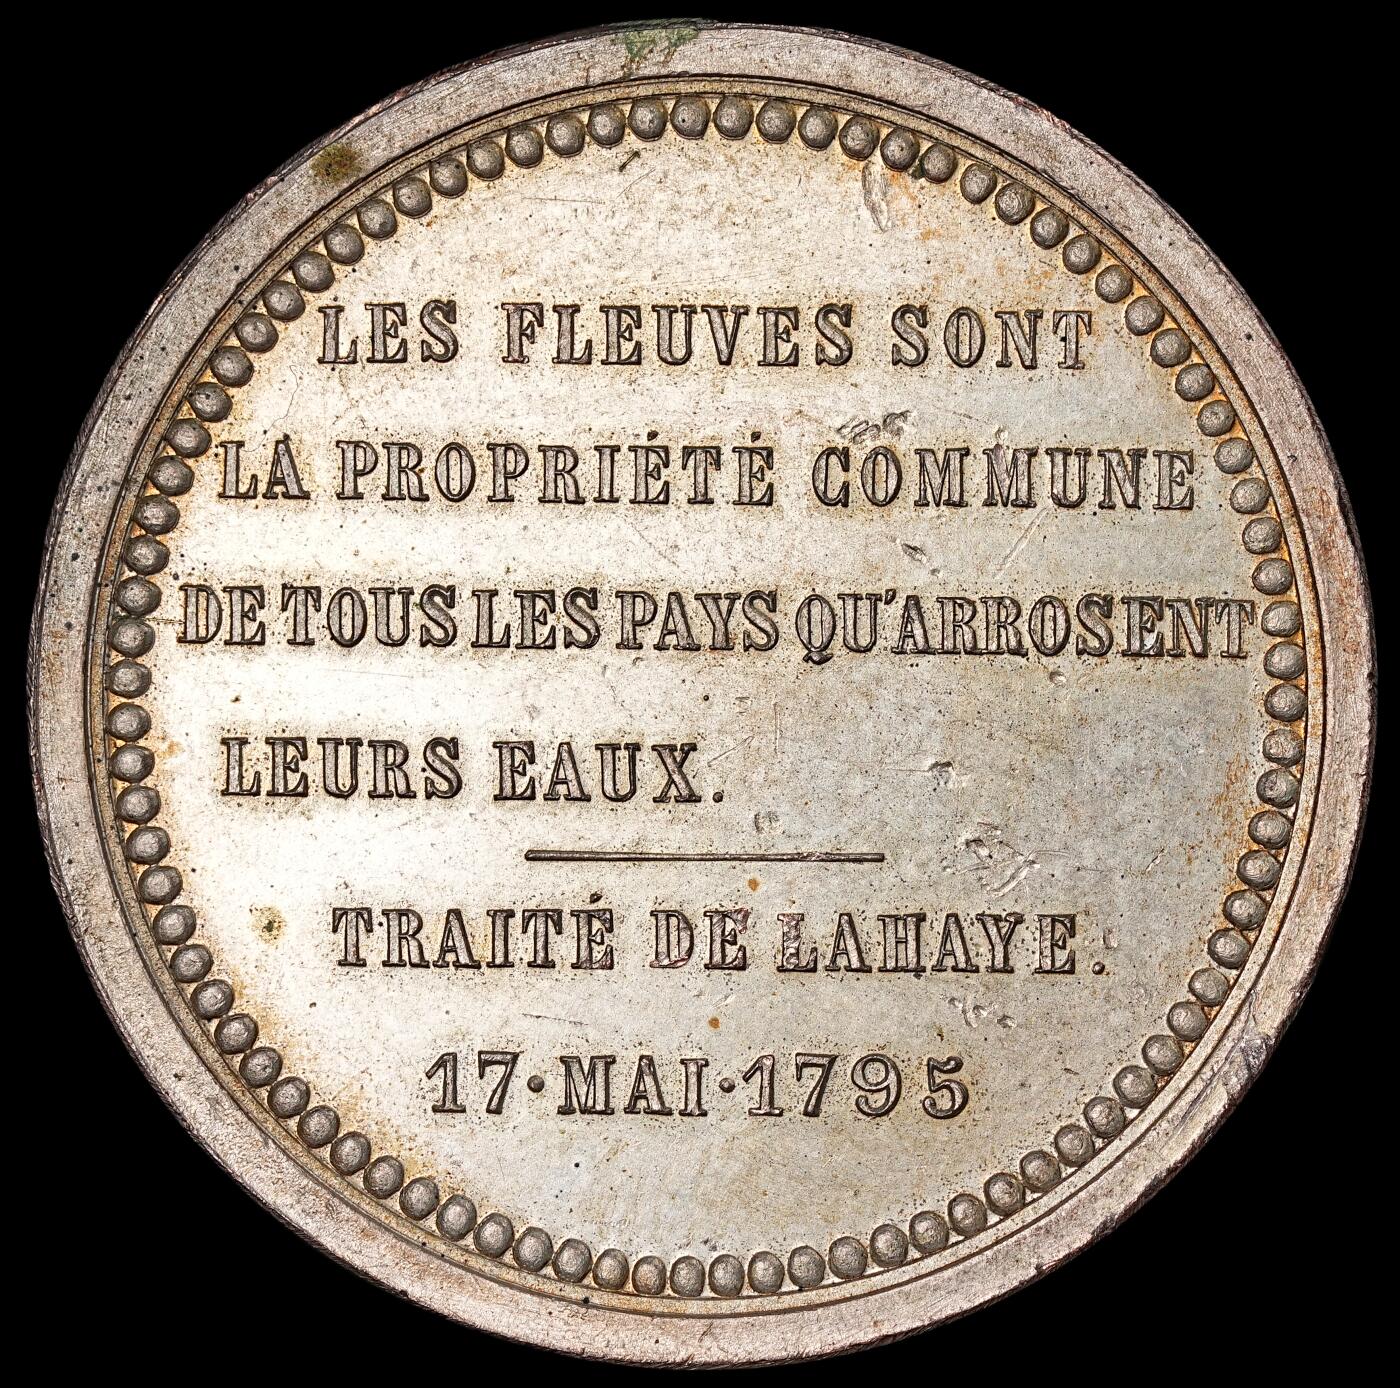 LES FLEUVES SONT
LA PROPRIÉTÉ COMMUNE
DE TOUS LES PAYS QU'ARROSENT
LEURS EAUX.
TRAITÉ DE LAHAYE.
17·MAI·1795